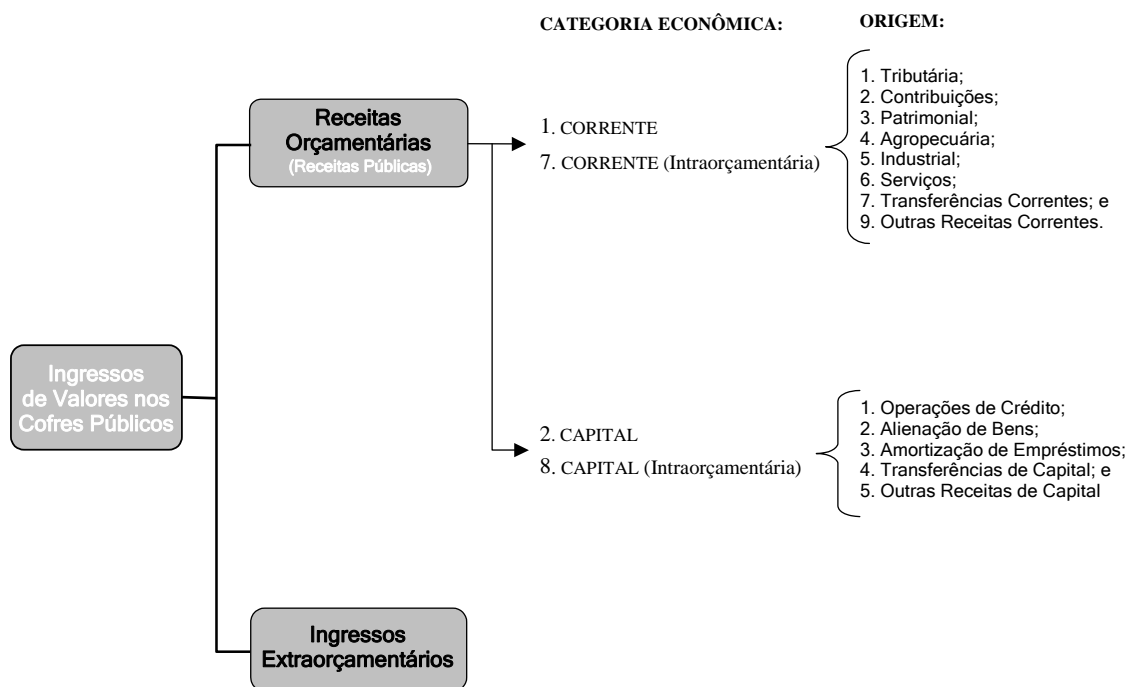 CATEGORIA ECONÔMICA:
ORIGEM:
Receitas
Orçamentárias
(Receitas Públicas)
1. CORRENTE
7. CORRENTE (Intraorçamentária)
1. Tributária;
2. Contribuições;
3. Patrimonial;
4. Agropecuária;
5. Industrial;
6. Serviços;
7. Transferências Correntes; e
9. Outras Receitas Correntes.
Ingressos
de Valores nos
Cofres Públicos
2. CAPITAL
8. CAPITAL (Intraorçamentária)
1. Operações de Crédito;
2. Alienação de Bens;
3. Amortização de Empréstimos;
4. Transferências de Capital; e
5. Outras Receitas de Capital
Ingressos
Extraorçamentários